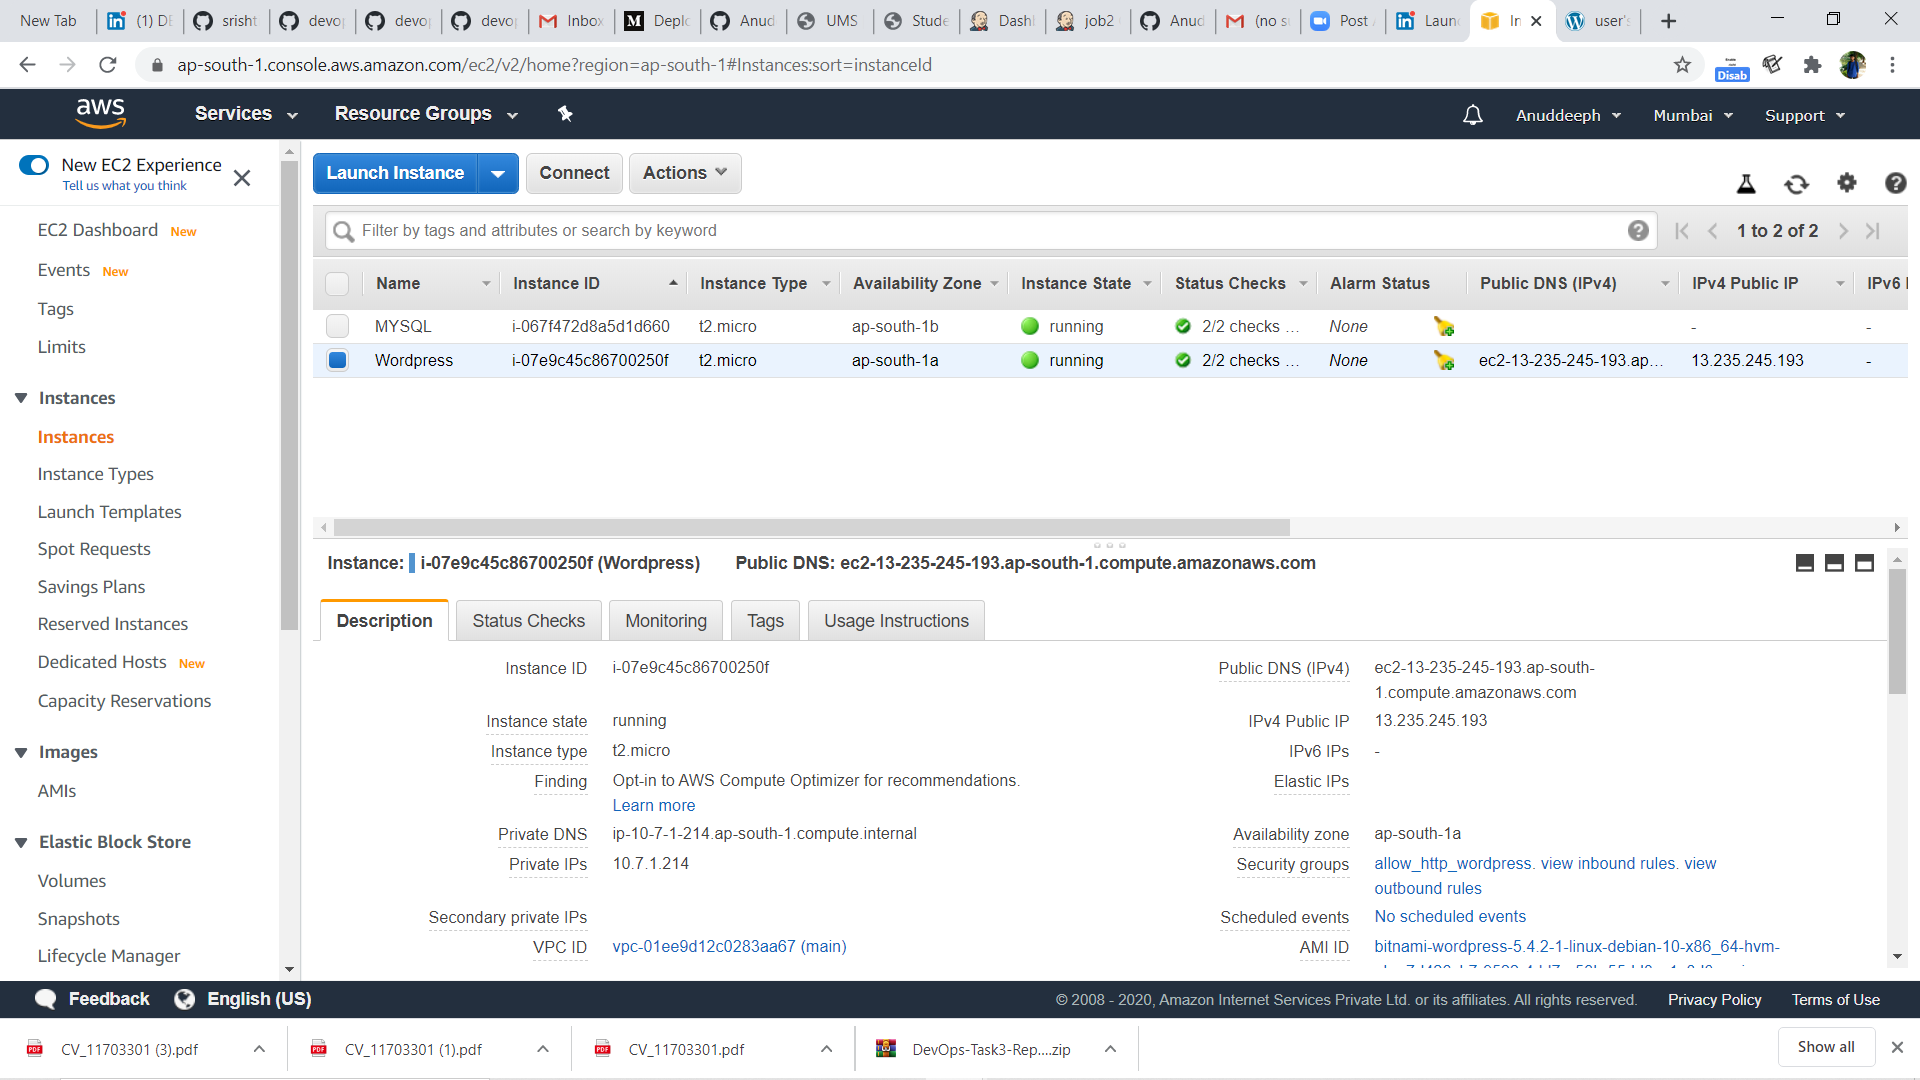 New Tab
(1) DE
srisht
devop
devo
devop
Inbox
Deplo
Anud
UMS
Stude
Dashl
job2
Anud
(no s
Post
Laun
In
user's
ap-south-1.console.aws.amazon.com/ec2/v2/home?region=ap-south-1#Instances:sort=instanceId
Disab
aws
Services
Resource Groups
Anuddeeph
Mumbai
Support
New EC2 Experience
Tell us what you think
EC2 Dashboard New
Events New
Tags
Limits
Instances
Instances
Instance Types
Launch Templates
Spot Requests
Savings Plans
Reserved Instances
Dedicated Hosts New
Capacity Reservations
Images
AMIs
Elastic Block Store
Volumes
Snapshots
Lifecycle Manager
Launch Instance
Connect
Actions
Filter by tags and attributes or search by keyword
1 to 2 of 2
Name Instance ID Instance Type Availability Zone Instance State Status Checks Alarm Status Public DNS (IPv4) IPv4 Public IP IPv6 I
MYSQL i-067f472d8a5d1d660 t2.micro ap-south-1b running 2/2 checks ... None - -
Wordpress i-07e9c45c86700250f t2.micro ap-south-1a running 2/2 checks ... None ec2-13-235-245-193.ap... 13.235.245.193 -
Instance: i-07e9c45c86700250f (Wordpress) Public DNS: ec2-13-235-245-193.ap-south-1.compute.amazonaws.com
Description
Status Checks
Monitoring
Tags
Usage Instructions
Instance ID i-07e9c45c86700250f
Instance state running
Instance type t2.micro
Finding Opt-in to AWS Compute Optimizer for recommendations.
Learn more
Private DNS ip-10-7-1-214.ap-south-1.compute.internal
Private IPs 10.7.1.214
Secondary private IPs
VPC ID vpc-01ee9d12c0283aa67 (main)
Public DNS (IPv4) ec2-13-235-245-193.ap-south-
1.compute.amazonaws.com
IPv4 Public IP 13.235.245.193
IPv6 IPs -
Elastic IPs
Availability zone ap-south-1a
Security groups allow_http_wordpress. view inbound rules. view
outbound rules
Scheduled events No scheduled events
AMI ID bitnami-wordpress-5.4.2-1-linux-debian-10-x86_64-hvm-
Feedback
English (US)
© 2008 - 2020, Amazon Internet Services Private Ltd. or its affiliates. All rights reserved.
Privacy Policy
Terms of Use
CV_11703301 (3).pdf
CV_11703301 (1).pdf
CV_11703301.pdf
DevOps-Task3-Rep....zip
Show all